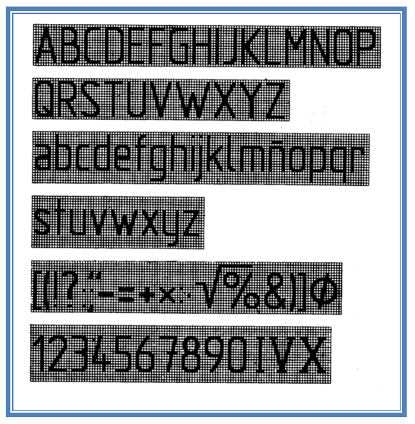 ABCDEFGHIJKLMNOP
QRSTUVWXYZ
abcdefghijklmñopqr
stuvwxyz
[(!?:;"-=+×:·√%&)]Φ
1234567890IVX